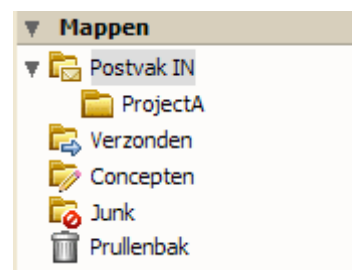 Mappen
Postvak IN
ProjectA
Verzonden
Concepten
Junk
Prullenbak